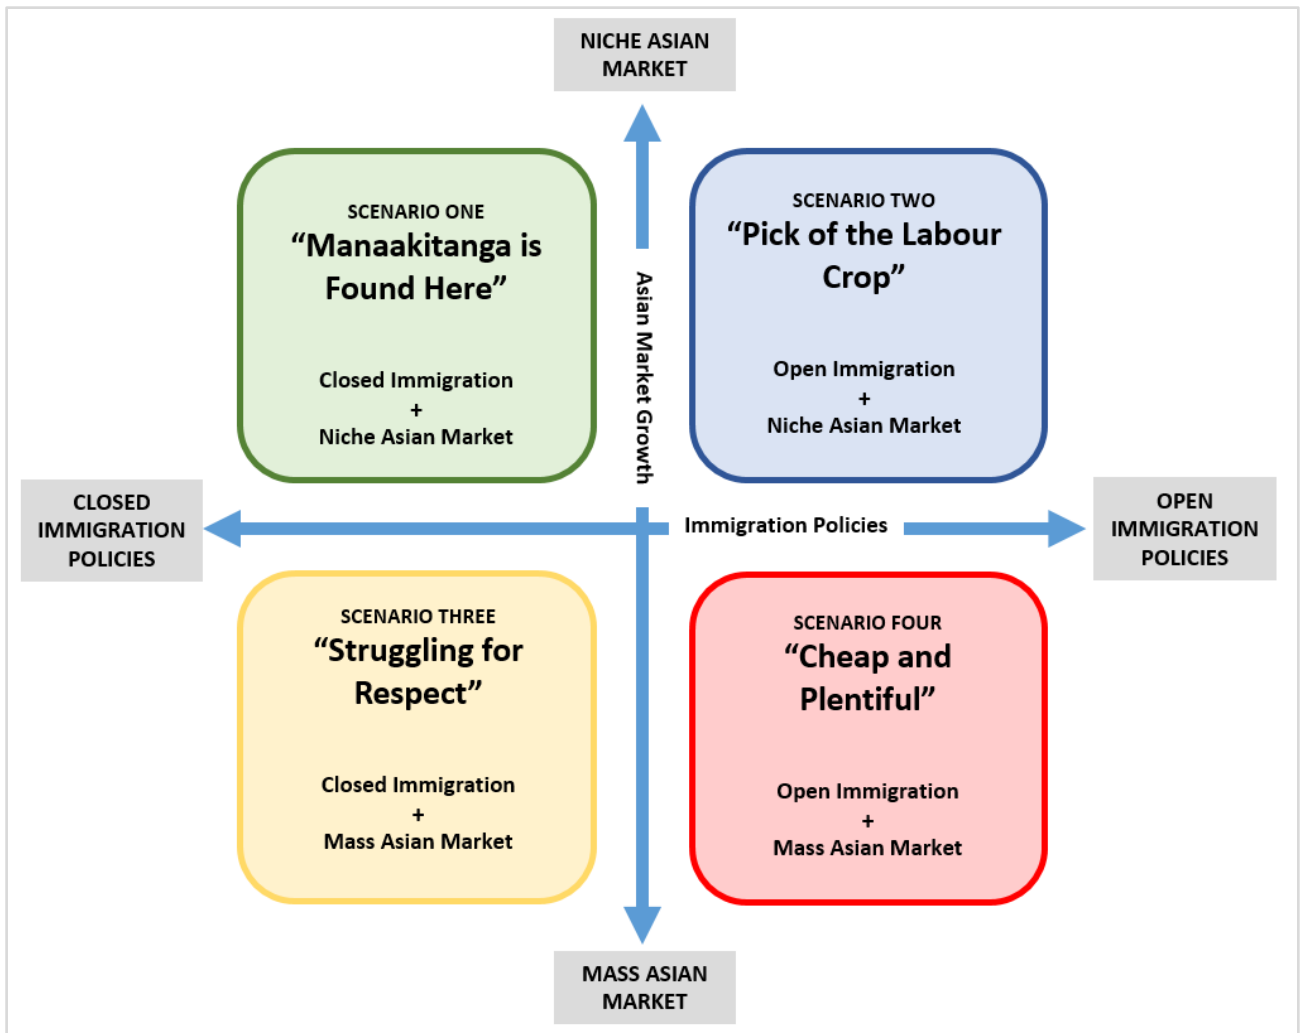 NICHE ASIAN
MARKET
SCENARIO ONE
“Manaakitanga is
Found Here”
Closed Immigration
+
Niche Asian Market
SCENARIO TWO
“Pick of the Labour
Crop”
Open Immigration
+
Niche Asian Market
Asian Market Growth
CLOSED
IMMIGRATION
POLICIES
Immigration Policies
OPEN
IMMIGRATION
POLICIES
SCENARIO THREE
“Struggling for
Respect”
Closed Immigration
+
Mass Asian Market
SCENARIO FOUR
“Cheap and
Plentiful”
Open Immigration
+
Mass Asian Market
MASS ASIAN
MARKET